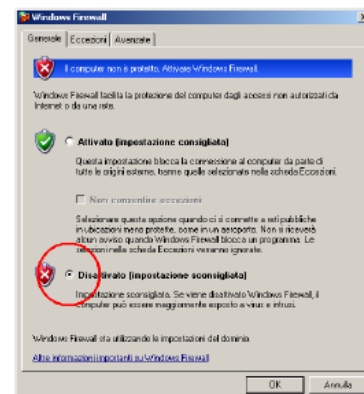 Windows Firewall
Generale Eccezioni Avanzate
Il computer non è protetto. Attivare Windows Firewall.
Windows Firewall facilita la protezione del computer dagli accessi non autorizzati da
Internet o da una rete.
Attivato (impostazione consigliata)
Questa impostazione blocca la connessione al computer da parte di
tutte le origini esterne, tranne quelle selezionate nella scheda Eccezioni.
Non consentire eccezioni
Selezionare questa opzione quando ci si connette a reti pubbliche
in ubicazioni meno protette, come in un aeroporto. Non si riceverà
alcun avviso quando Windows Firewall blocca un programma. Le
selezioni nella scheda Eccezioni verranno ignorate.
Disattivato (impostazione sconsigliata)
Impostazione sconsigliata. Se viene disattivato Windows Firewall, il
computer può essere maggiormente esposto a virus e intrusi.
Windows Firewall sta utilizzando le impostazioni del dominio.
Altre informazioni importanti su Windows Firewall
OK Annulla